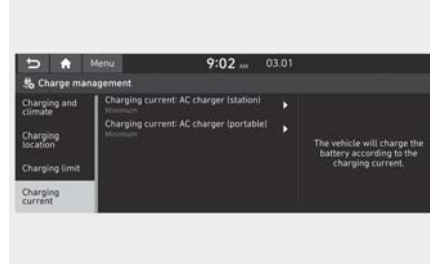 Menu
9:02 AM 03.01
Charge management
Charging and
climate
Charging
location
Charging limit
Charging
current
Charging current: AC charger (station)
Minimum
Charging current: AC charger (portable)
Minimum
The vehicle will charge the
battery according to the
charging current.